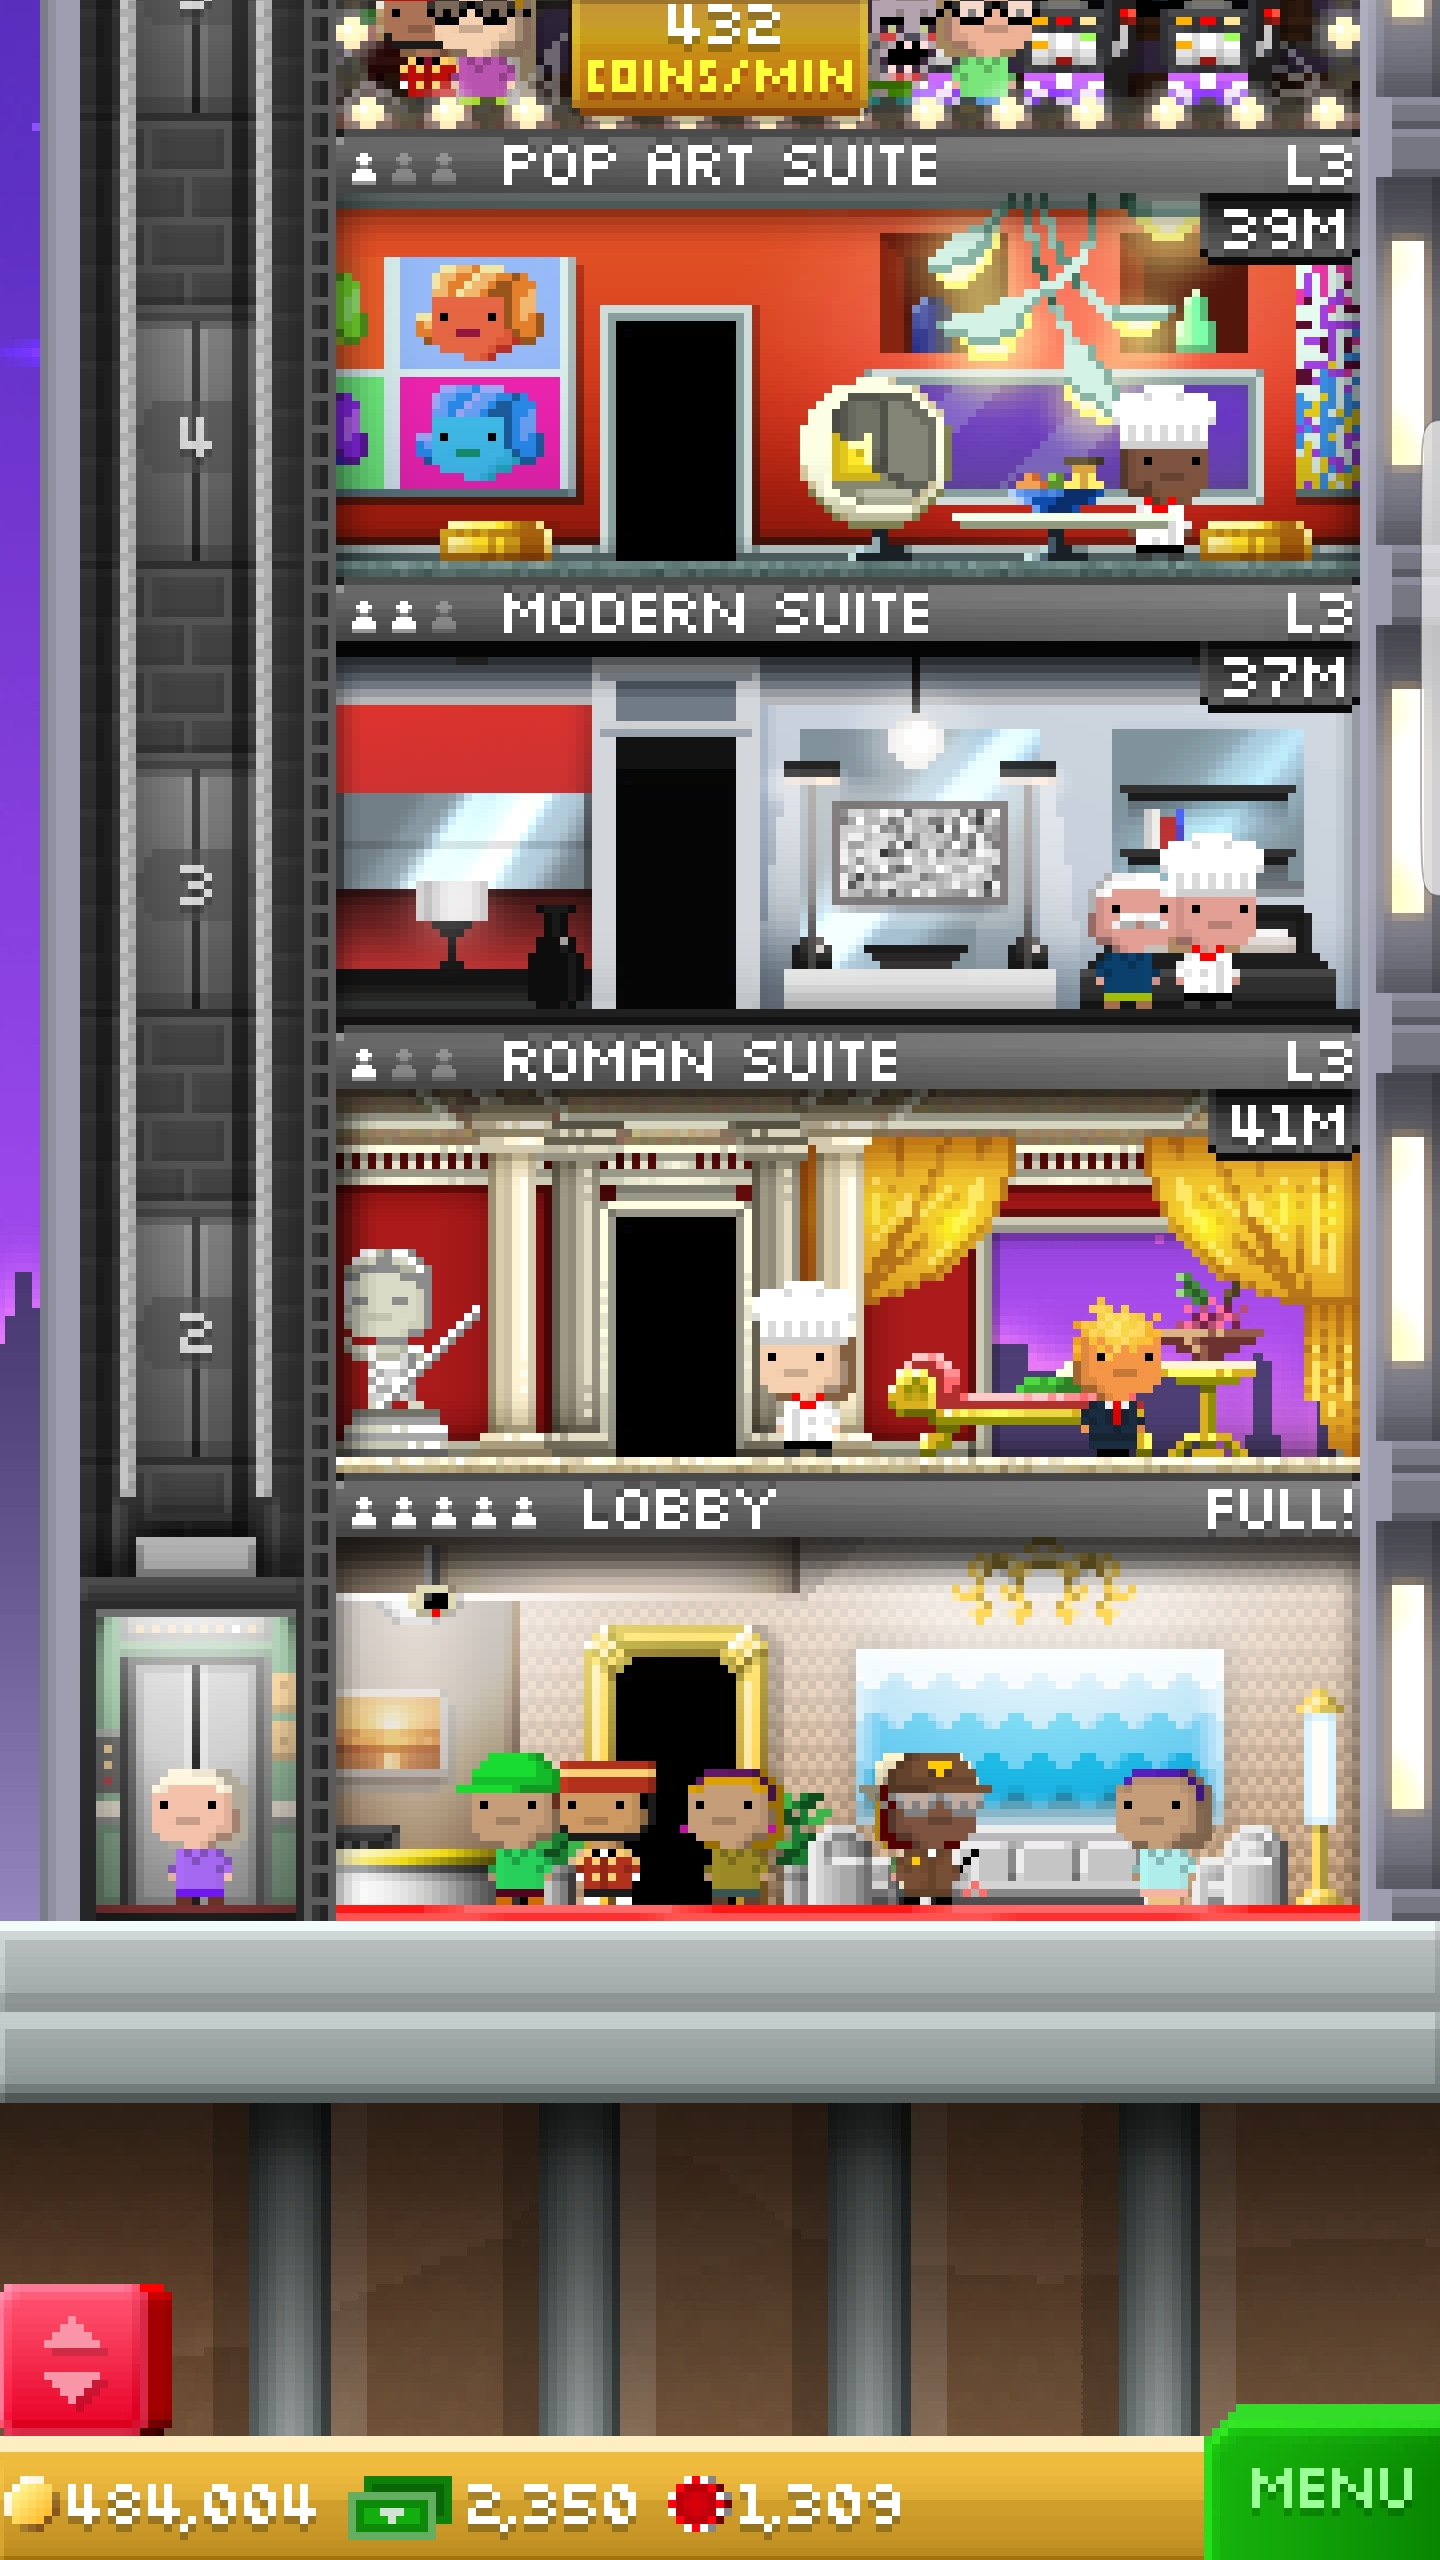 432
COINS/MIN
POP ART SUITE L3
39M
4
MODERN SUITE L3
37M
3
ROMAN SUITE L3
41M
2
LOBBY FULL!
484,004 2,350 1,309 MENU